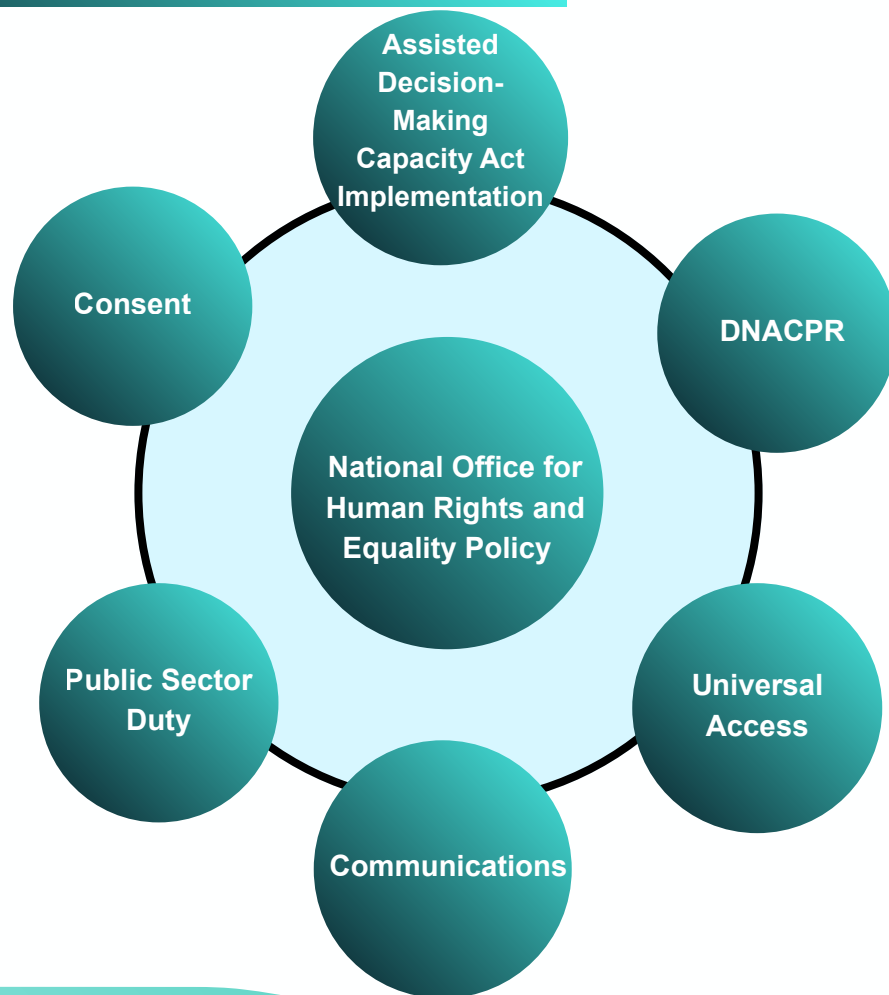 Assisted
Decision-
Making
Capacity Act
Implementation
Consent
DNACPR
National Office for
Human Rights and
Equality Policy
Public Sector
Duty
Universal
Access
Communications